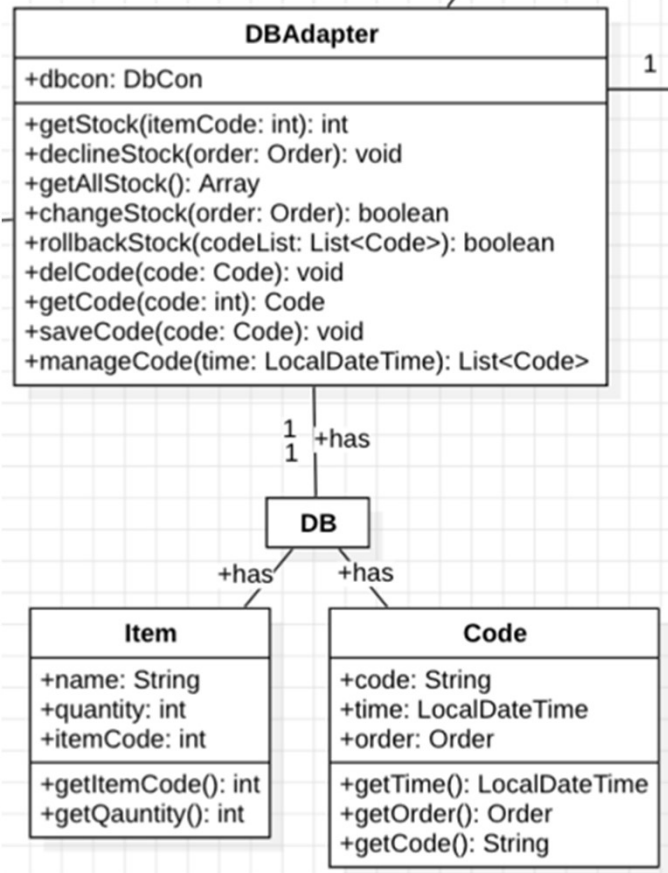 DBAdapter
+dbcon: DbCon
1
+getStock(itemCode: int): int
+declineStock(order: Order): void
+getAllStock(): Array
+changeStock(order: Order): boolean
+rollbackStock(codeList: List<Code>): boolean
+delCode(code: Code): void
+getCode(code: int): Code
+saveCode(code: Code): void
+manageCode(time: LocalDateTime): List<Code>
1
+has
1
DB
+has
+has
Item
+name: String
+quantity: int
+itemCode: int
+getItemCode(): int
+getQauntity(): int
Code
+code: String
+time: LocalDateTime
+order: Order
+getTime(): LocalDateTime
+getOrder(): Order
+getCode(): String